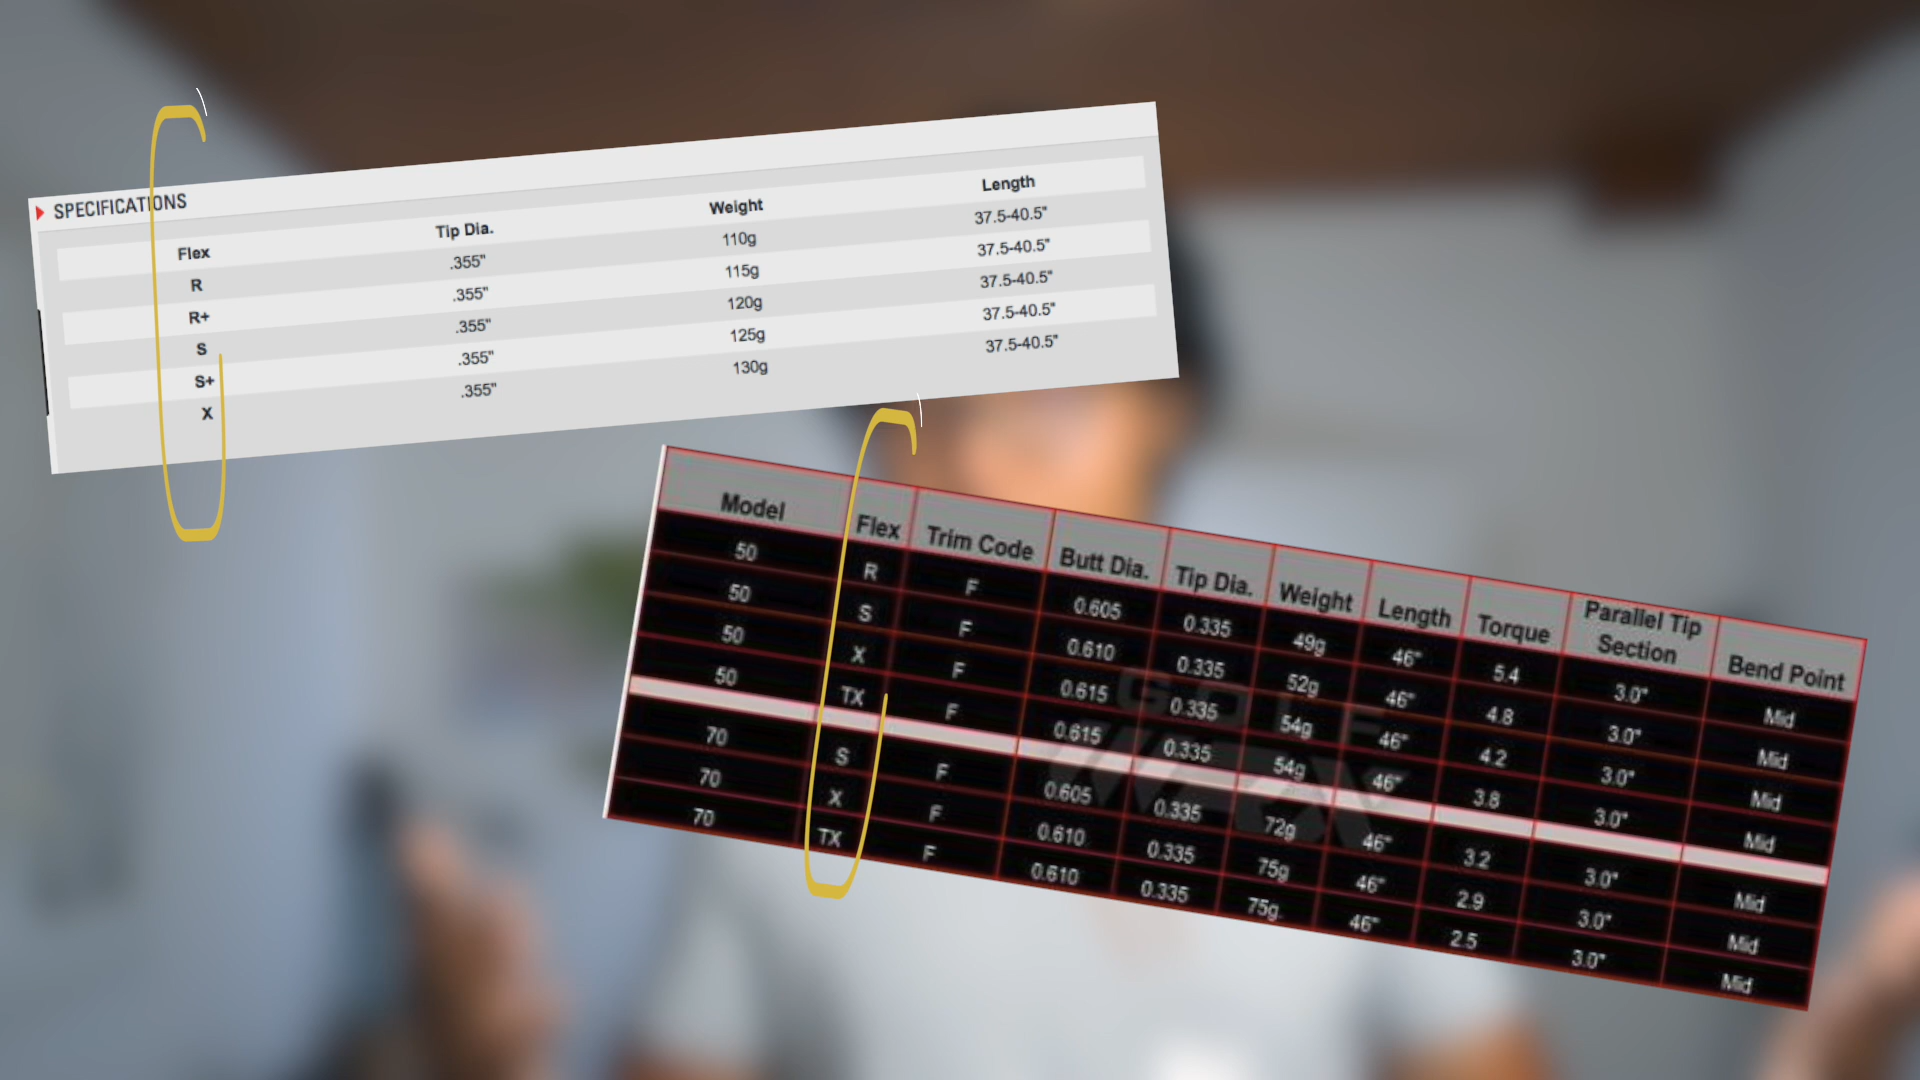 SPECIFICATIONS
Flex Tip Dia. Weight Length
R .355" 110g 37.5-40.5"
R+ .355" 115g 37.5-40.5"
S .355" 120g 37.5-40.5"
S+ .355" 125g 37.5-40.5"
X .355" 130g 37.5-40.5"
Model Flex Trim Code Butt Dia. Tip Dia. Weight Length Torque Parallel Tip Section Bend Point
50 R F 0.605 0.335 49g 46" 5.4 3.0" Mid
50 S F 0.610 0.335 52g 46" 4.8 3.0" Mid
50 X F 0.615 0.335 54g 46" 4.2 3.0" Mid
50 TX F 0.615 0.335 54g 46" 3.8 3.0" Mid
70 S F 0.605 0.335 72g 46" 3.2 3.0" Mid
70 X F 0.610 0.335 75g 46" 2.9 3.0" Mid
70 TX F 0.610 0.335 75g 46" 2.5 3.0" Mid
GOLF
WRX